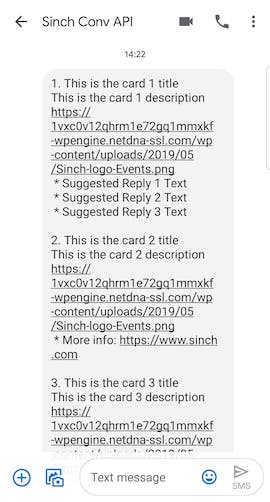 Sinch Conv API
14:22
1. This is the card 1 title
This is the card 1 description
https://
1vxc0v12qhrm1e72gq1mmxkf
-wpengine.netdna-ssl.com/wp
-content/uploads/2019/05
/Sinch-logo-Events.png
* Suggested Reply 1 Text
* Suggested Reply 2 Text
* Suggested Reply 3 Text
2. This is the card 2 title
This is the card 2 description
https://
1vxc0v12qhrm1e72gq1mmxkf
-wpengine.netdna-ssl.com/wp
-content/uploads/2019/05
/Sinch-logo-Events.png
* More info: https://www.sinch
.com
3. This is the card 3 title
This is the card 3 description
https://
1vxc0v12qhrm1e72gq1mmxkf
-wpengine.netdna-ssl.com/wp
-content/uploads/2019/05
Text message
SMS